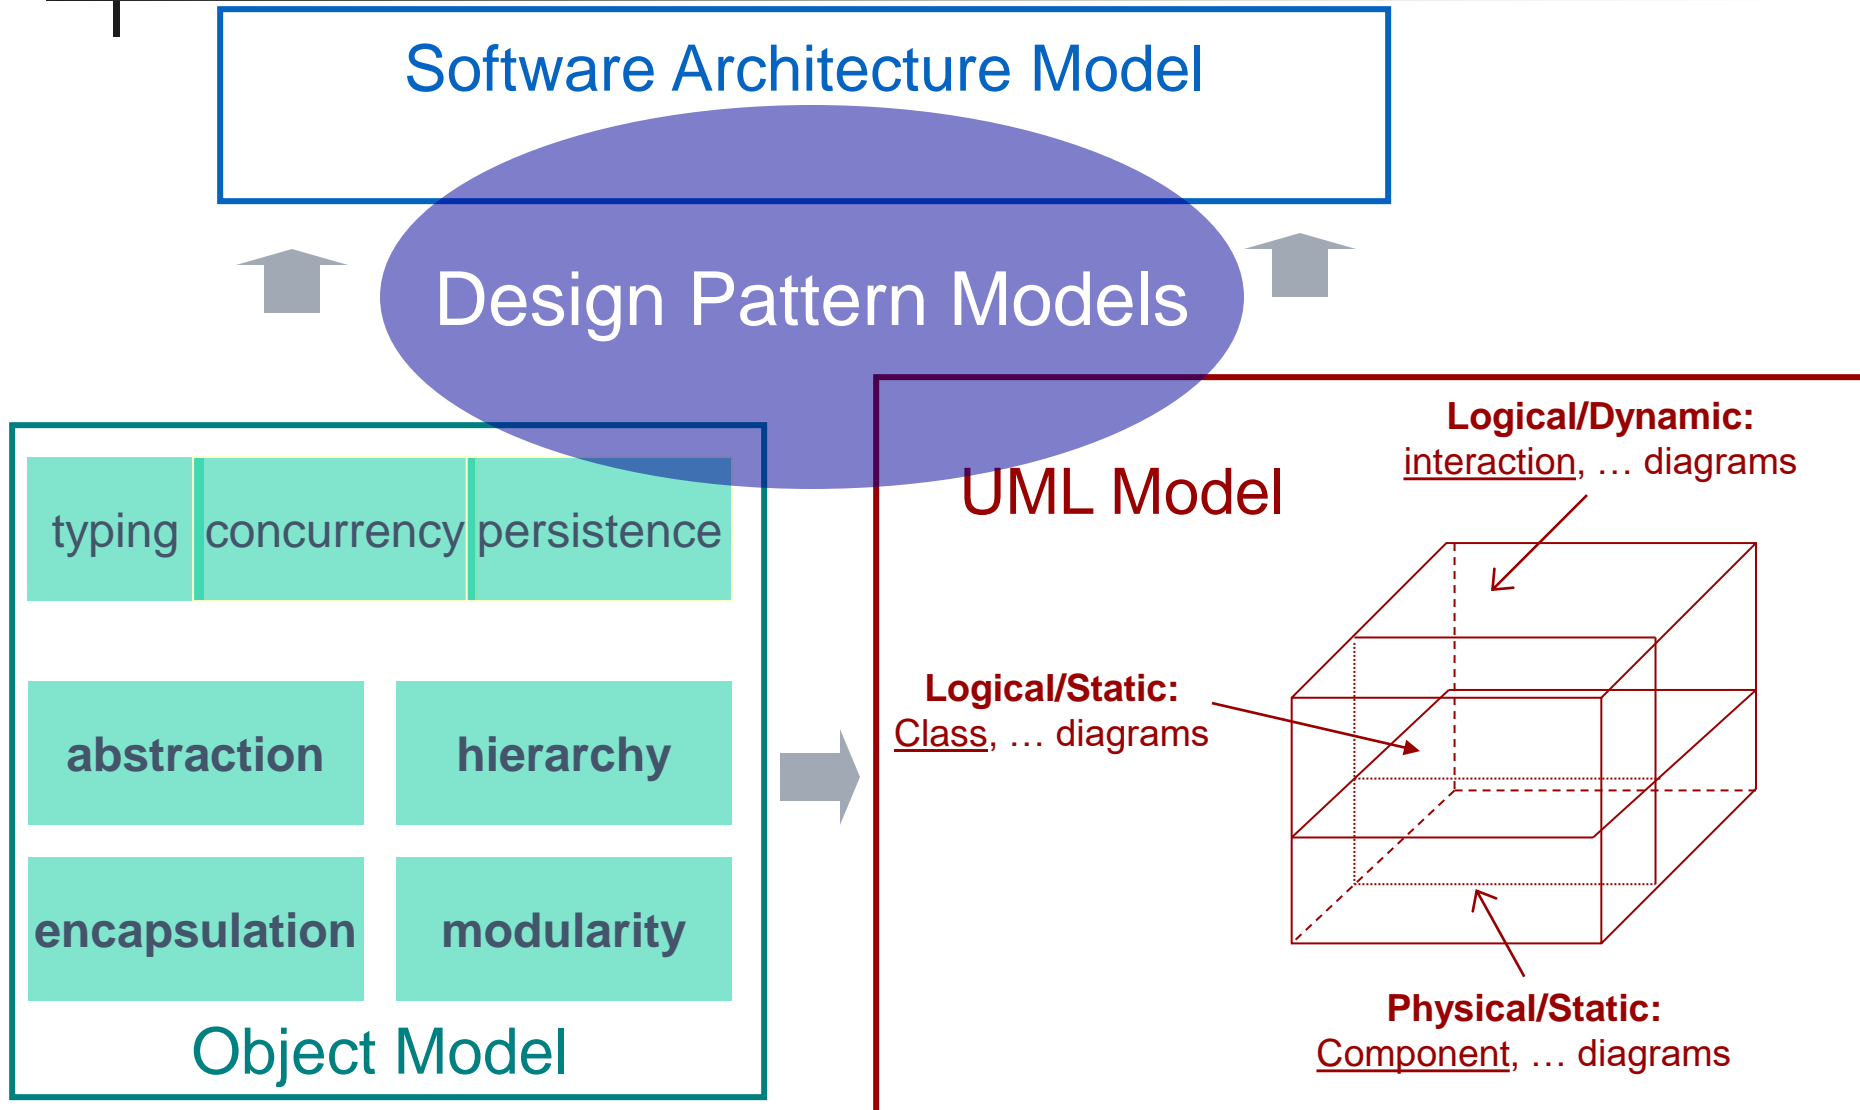 Software Architecture Model
Design Pattern Models
typing concurrency persistence
abstraction hierarchy
encapsulation modularity
Object Model
UML Model
Logical/Dynamic:
interaction, … diagrams
Logical/Static:
Class, … diagrams
Physical/Static:
Component, … diagrams